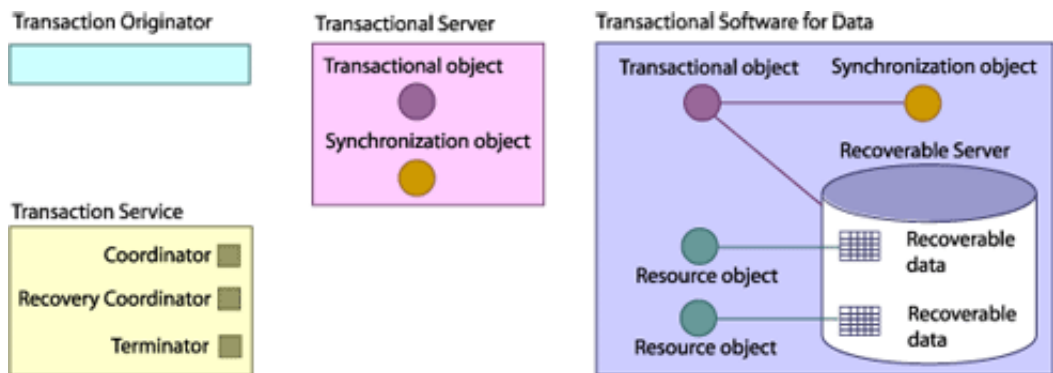 Transaction Originator
Transactional Server
Transactional object
Synchronization object
Transactional Software for Data
Transactional object
Synchronization object
Recoverable Server
Recoverable
data
Resource object
Recoverable
data
Resource object
Transaction Service
Coordinator
Recovery Coordinator
Terminator